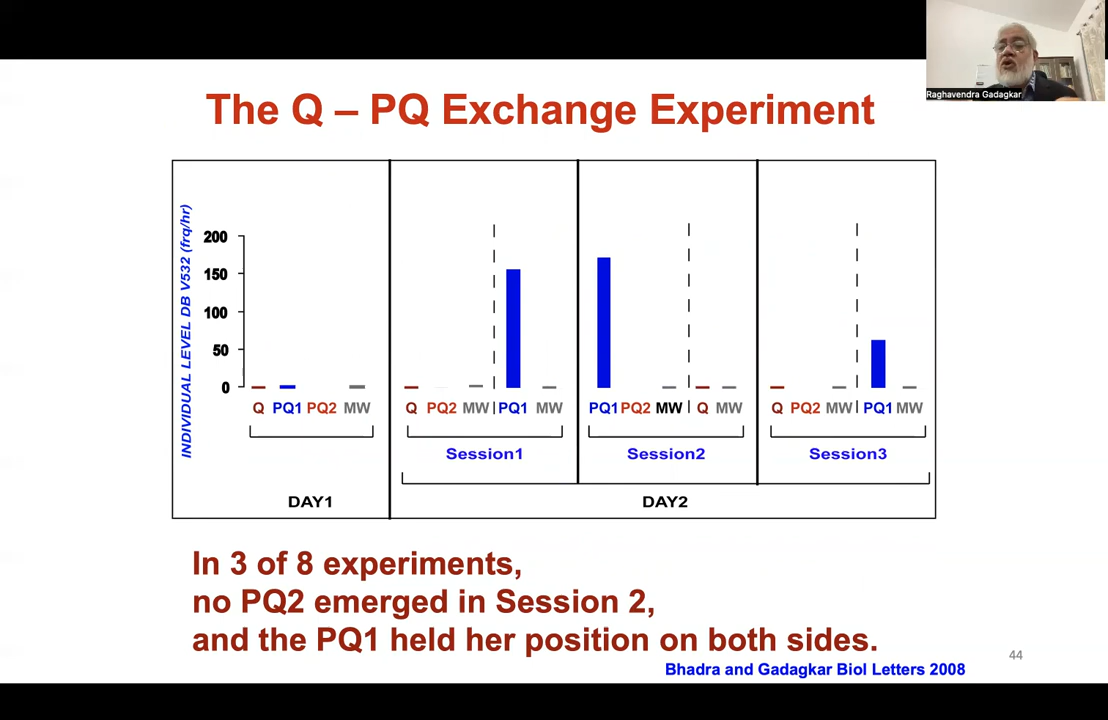 Raghavendra Gadagkar
The Q – PQ Exchange Experiment
INDIVIDUAL LEVEL DB V532 (frq/hr)
200
150
100
50
0
Q PQ1 PQ2 MW
Q PQ2 MW PQ1 MW
PQ1 PQ2 MW Q MW
Q PQ2 MW PQ1 MW
Session1 Session2 Session3
DAY1 DAY2
In 3 of 8 experiments,
no PQ2 emerged in Session 2,
and the PQ1 held her position on both sides.
44
Bhadra and Gadagkar Biol Letters 2008